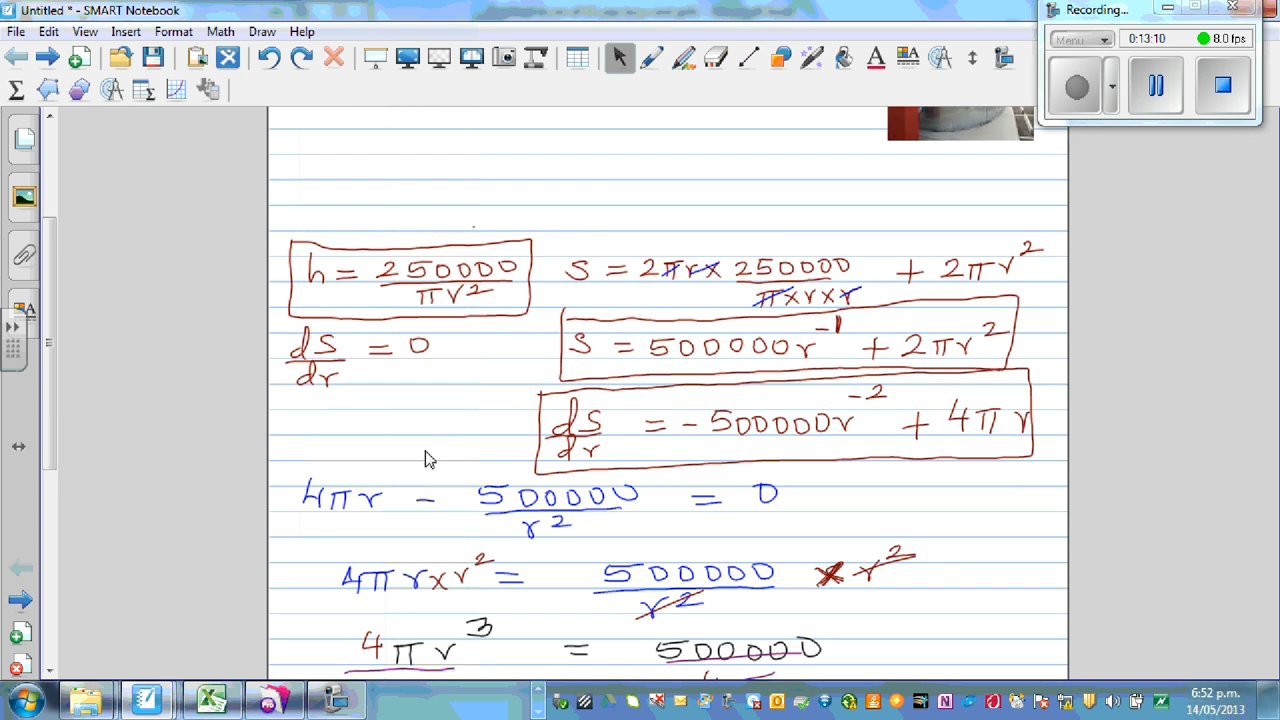 Untitled * - SMART Notebook
Recording...
File Edit View Insert Format Math Draw Help
Menu
0:13:10
8.0 fps
h = 250000 / πr²
S = 2πr × 250000 / π×r×r + 2πr²
dS/dr = 0
S = 500000r⁻¹ + 2πr²
dS/dr = -500000r⁻² + 4πr
4πr - 500000/r² = 0
4πr×r² = 500000/r² × r²
4πr³ = 500000
6:52 p.m.
14/05/2013